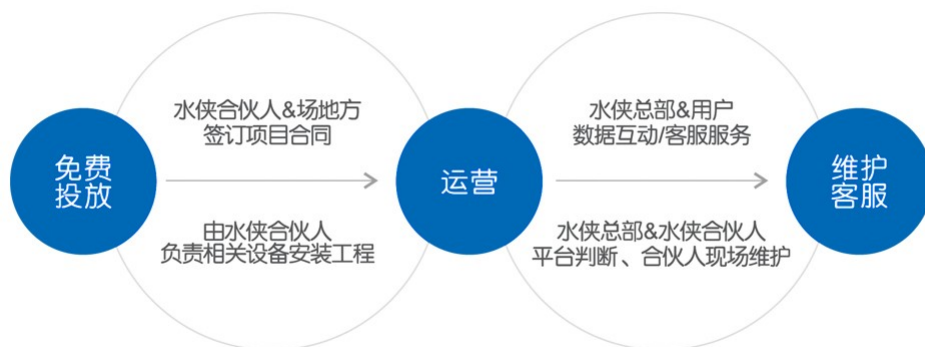 免费
投放
水侠合伙人&场地方
签订项目合同
由水侠合伙人
负责相关设备安装工程
运营
水侠总部&用户
数据互动/客服服务
水侠总部&水侠合伙人
平台判断、合伙人现场维护
维护
客服